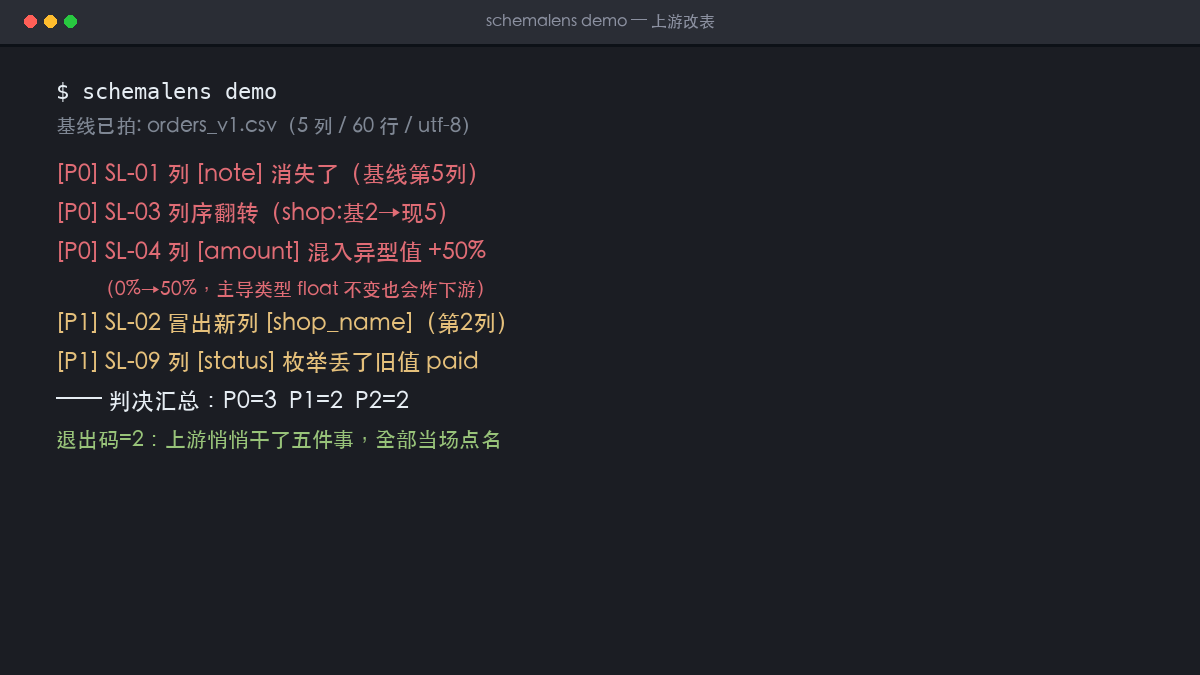 schemalens demo — 上游改表
$ schemalens demo
基线已拍: orders_v1.csv（5 列 / 60 行 / utf-8）
[P0] SL-01 列 [note] 消失了（基线第5列）
[P0] SL-03 列序翻转（shop:基2→现5）
[P0] SL-04 列 [amount] 混入异型值 +50%
（0%→50%，主导类型 float 不变也会炸下游）
[P1] SL-02 冒出新列 [shop_name]（第2列）
[P1] SL-09 列 [status] 枚举丢了旧值 paid
—— 判决汇总：P0=3 P1=2 P2=2
退出码=2：上游悄悄干了五件事，全部当场点名